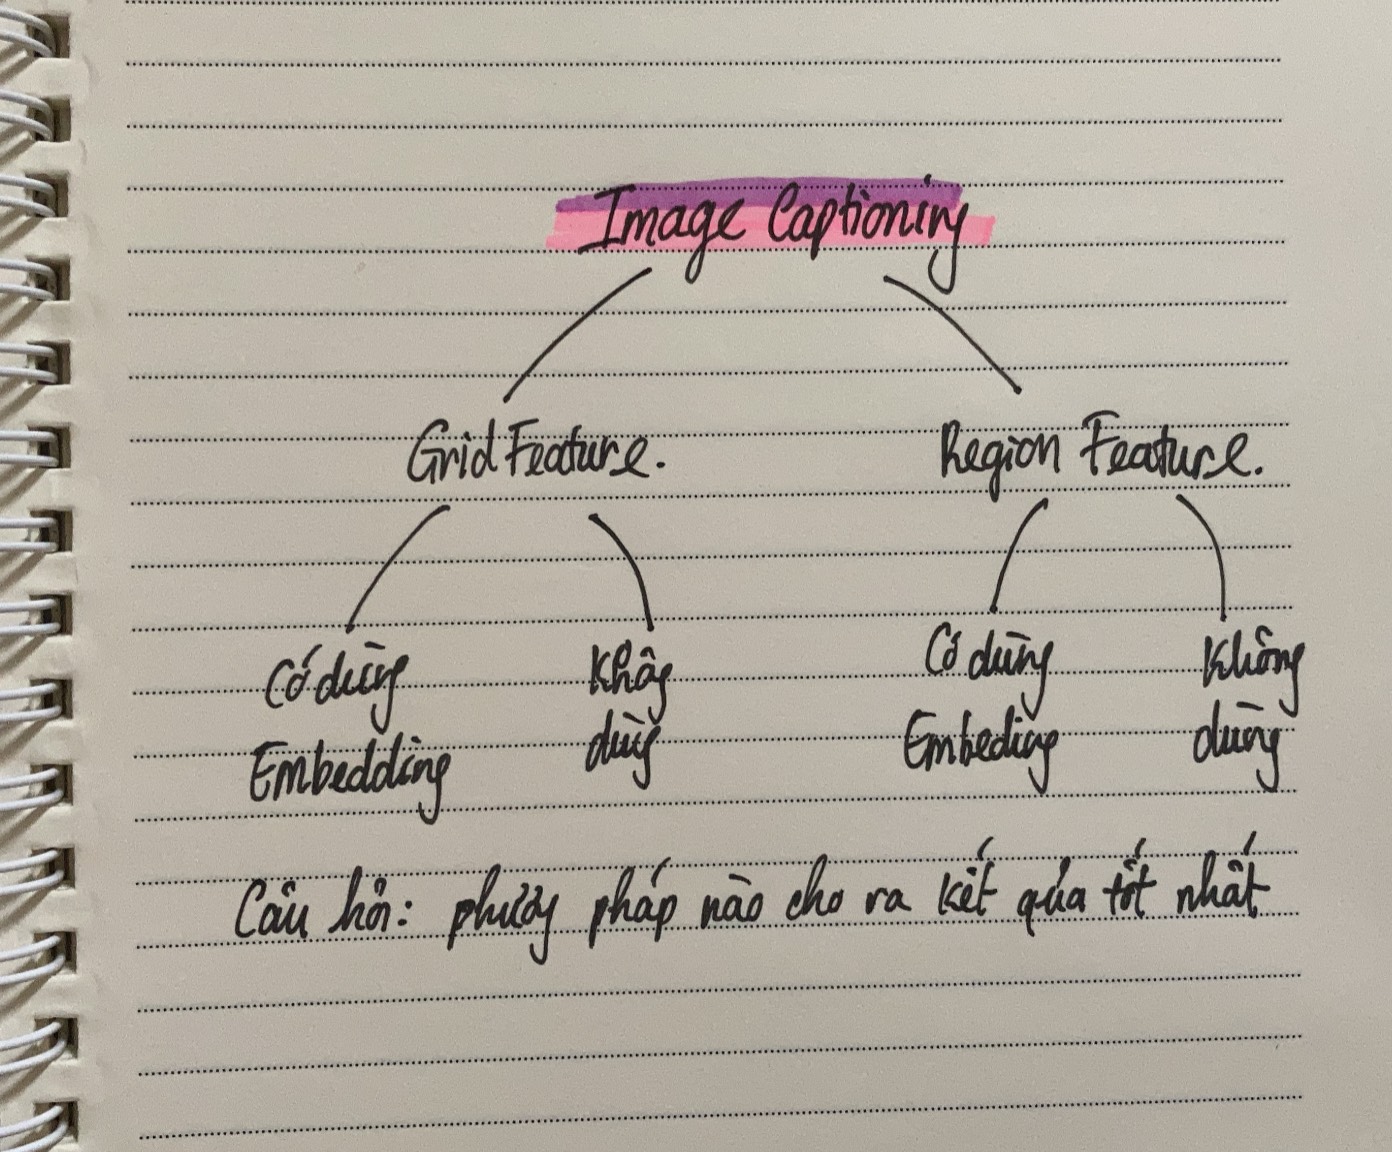 Image Captioning
Grid Feature. Region Feature.
Có dùng Không Có dùng Không
Embedding dùng Embeding dùng
Câu hỏi: phương pháp nào cho ra kết quả tốt nhất